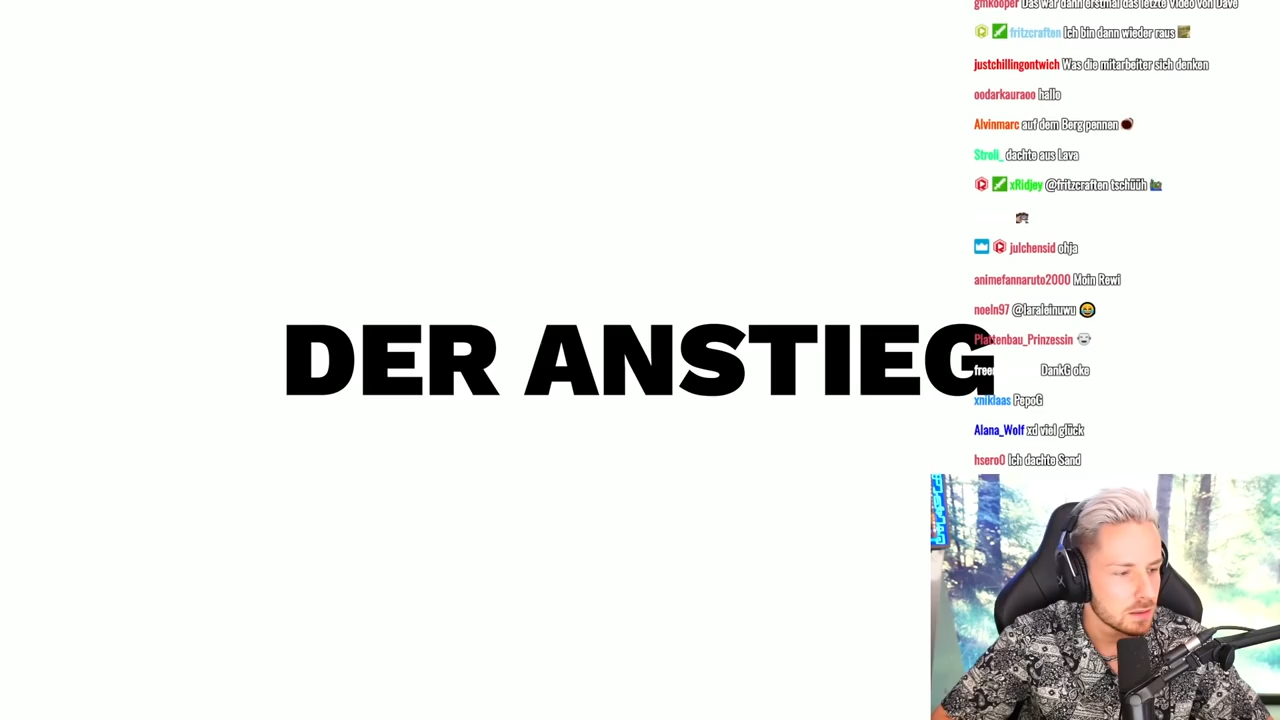 gmkooper Das war dann erstmal das letzte Video von Dave
fritzcraften Ich bin dann wieder raus
justchillingontwich Was die mitarbeiter sich denken
oodarkauraoo hallo
Alvinmarc auf dem Berg pennen
Stroli_ dachte aus Lava
xRidjey @fritzcraften tschüüh
julchensid ohja
animefannaruto2000 Moin Rewi
noeln97 @laraleinuwu
DER ANSTIEG
Plattenbau_Prinzessin
DankG oke
xniklaas PepoG
Alana_Wolf xd viel glück
hsero0 Ich dachte Sand